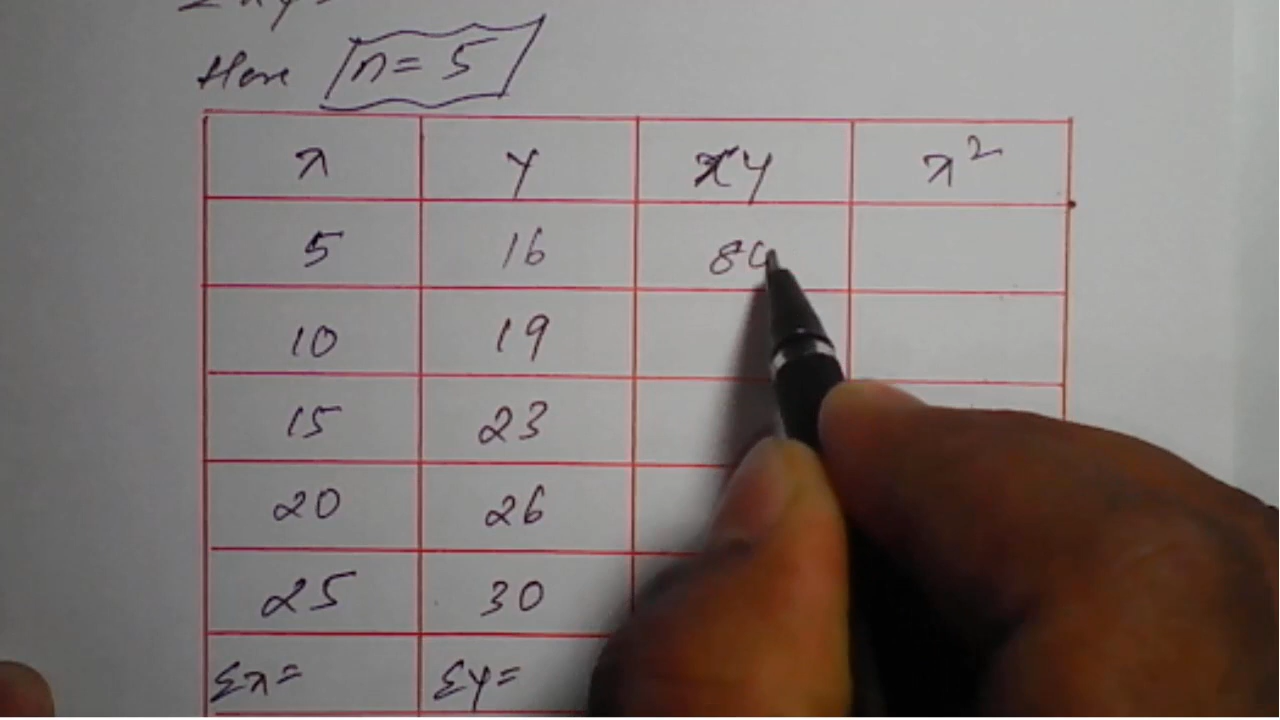 Here n = 5
x y xy x²
5 16 80
10 19
15 23
20 26
25 30
Σx= Σy=